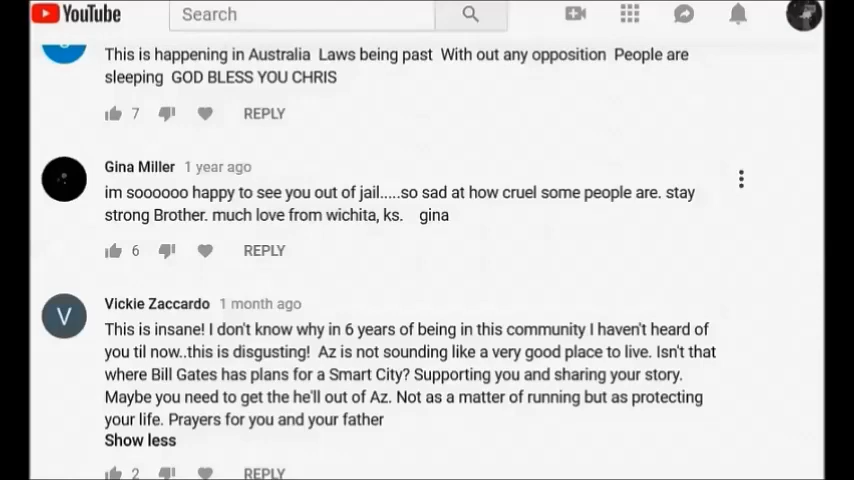 YouTube
Search
This is happening in Australia Laws being past With out any opposition People are
sleeping GOD BLESS YOU CHRIS
7 REPLY
Gina Miller 1 year ago
im soooooo happy to see you out of jail.....so sad at how cruel some people are. stay
strong Brother. much love from wichita, ks. gina
6 REPLY
V
Vickie Zaccardo 1 month ago
This is insane! I don't know why in 6 years of being in this community I haven't heard of
you til now..this is disgusting! Az is not sounding like a very good place to live. Isn't that
where Bill Gates has plans for a Smart City? Supporting you and sharing your story.
Maybe you need to get the he'll out of Az. Not as a matter of running but as protecting
your life. Prayers for you and your father
Show less
2 REPLY